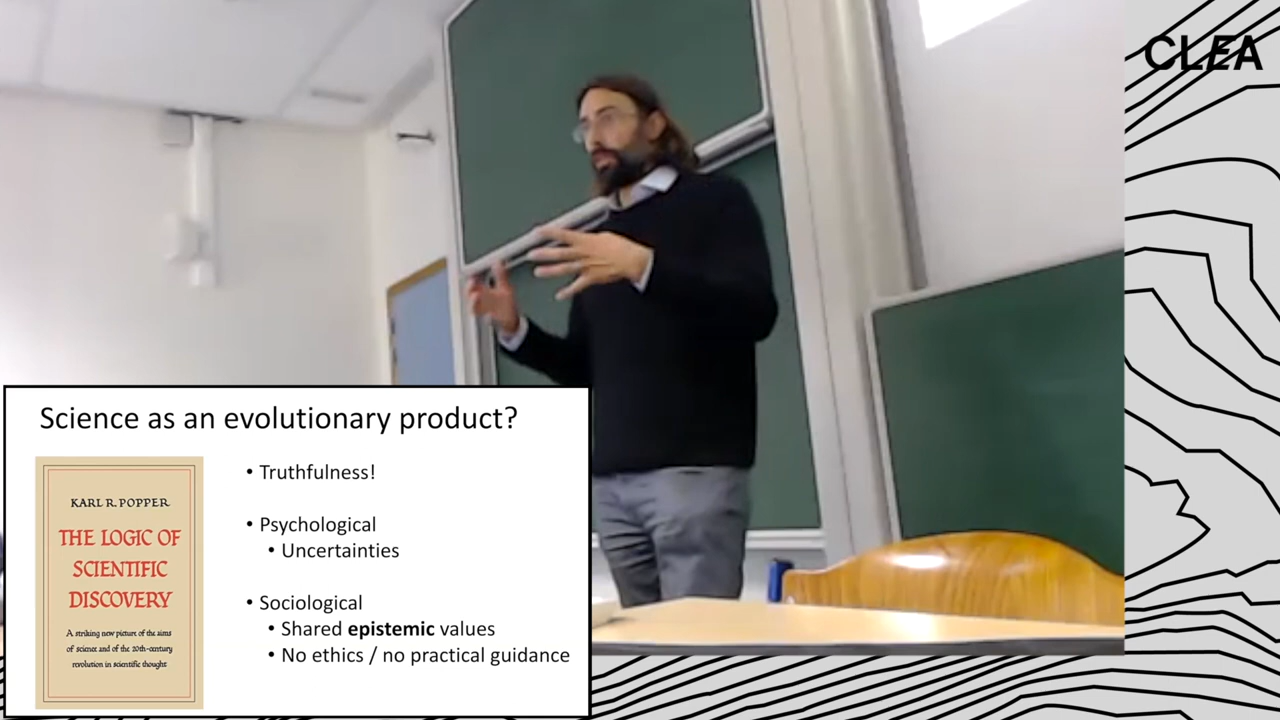 CLEA
Science as an evolutionary product?
KARL R. POPPER
THE LOGIC OF
SCIENTIFIC
DISCOVERY
A striking new picture of the aims
of science and of the 20th-century
revolution in scientific thought
• Truthfulness!
• Psychological
• Uncertainties
• Sociological
• Shared epistemic values
• No ethics / no practical guidance